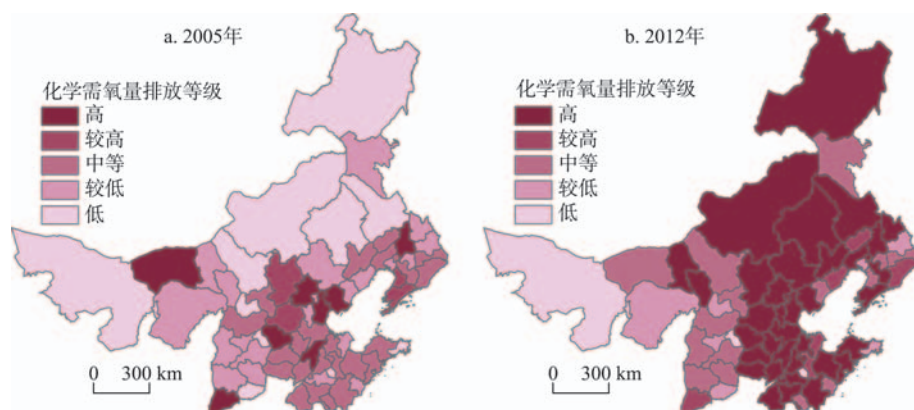 a. 2005年
化学需氧量排放等级
高
较高
中等
较低
低
0 300 km
b. 2012年
化学需氧量排放等级
高
较高
中等
较低
低
0 300 km